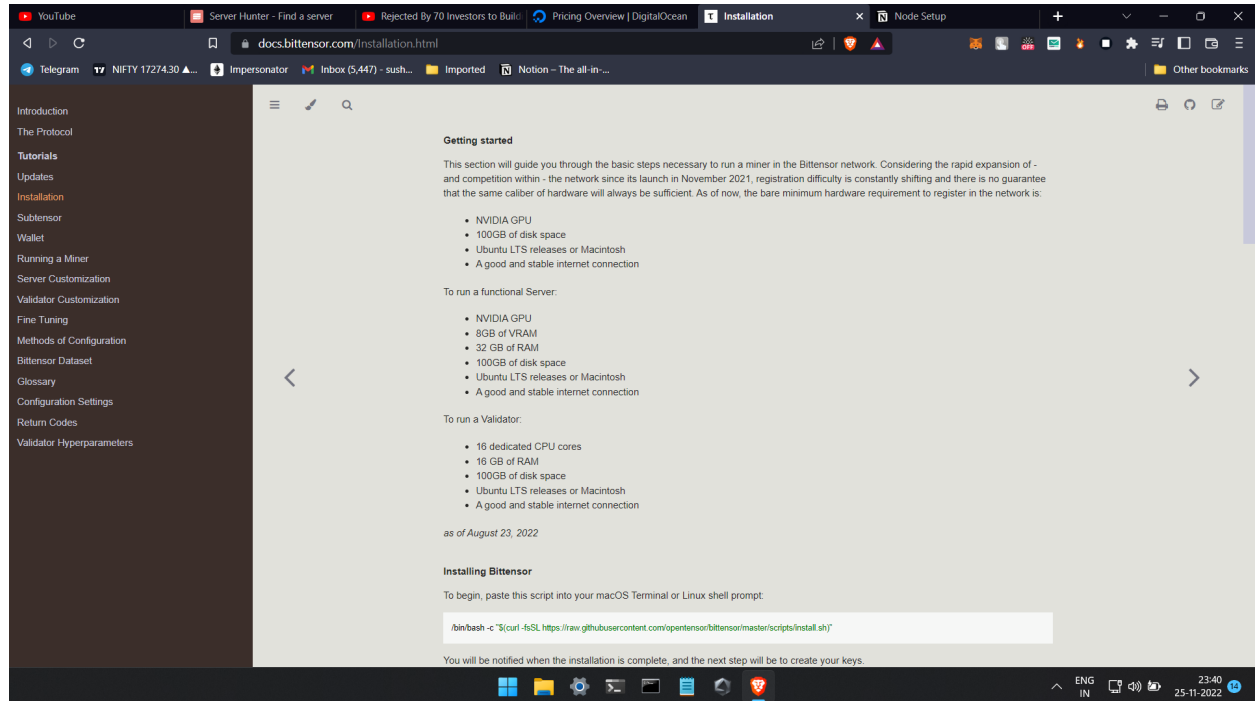 YouTube
Server Hunter - Find a server
Rejected By 70 Investors to Build
Pricing Overview | DigitalOcean
Installation
Node Setup
docs.bittensor.com/Installation.html
OFF
Telegram
NIFTY 17274.30 ▲...
Impersonator
Inbox (5,447) - sush...
Imported
Notion – The all-in-...
Other bookmarks
Introduction
The Protocol
Tutorials
Updates
Installation
Subtensor
Wallet
Running a Miner
Server Customization
Validator Customization
Fine Tuning
Methods of Configuration
Bittensor Dataset
Glossary
Configuration Settings
Return Codes
Validator Hyperparameters
Getting started
This section will guide you through the basic steps necessary to run a miner in the Bittensor network. Considering the rapid expansion of -
and competition within - the network since its launch in November 2021, registration difficulty is constantly shifting and there is no guarantee
that the same caliber of hardware will always be sufficient. As of now, the bare minimum hardware requirement to register in the network is:
• NVIDIA GPU
• 100GB of disk space
• Ubuntu LTS releases or Macintosh
• A good and stable internet connection
To run a functional Server:
• NVIDIA GPU
• 8GB of VRAM
• 32 GB of RAM
• 100GB of disk space
• Ubuntu LTS releases or Macintosh
• A good and stable internet connection
To run a Validator:
• 16 dedicated CPU cores
• 16 GB of RAM
• 100GB of disk space
• Ubuntu LTS releases or Macintosh
• A good and stable internet connection
as of August 23, 2022
Installing Bittensor
To begin, paste this script into your macOS Terminal or Linux shell prompt:
/bin/bash -c "$(curl -fsSL https://raw.githubusercontent.com/opentensor/bittensor/master/scripts/install.sh)"
You will be notified when the installation is complete, and the next step will be to create your keys.
ENG
IN
23:40
25-11-2022
14